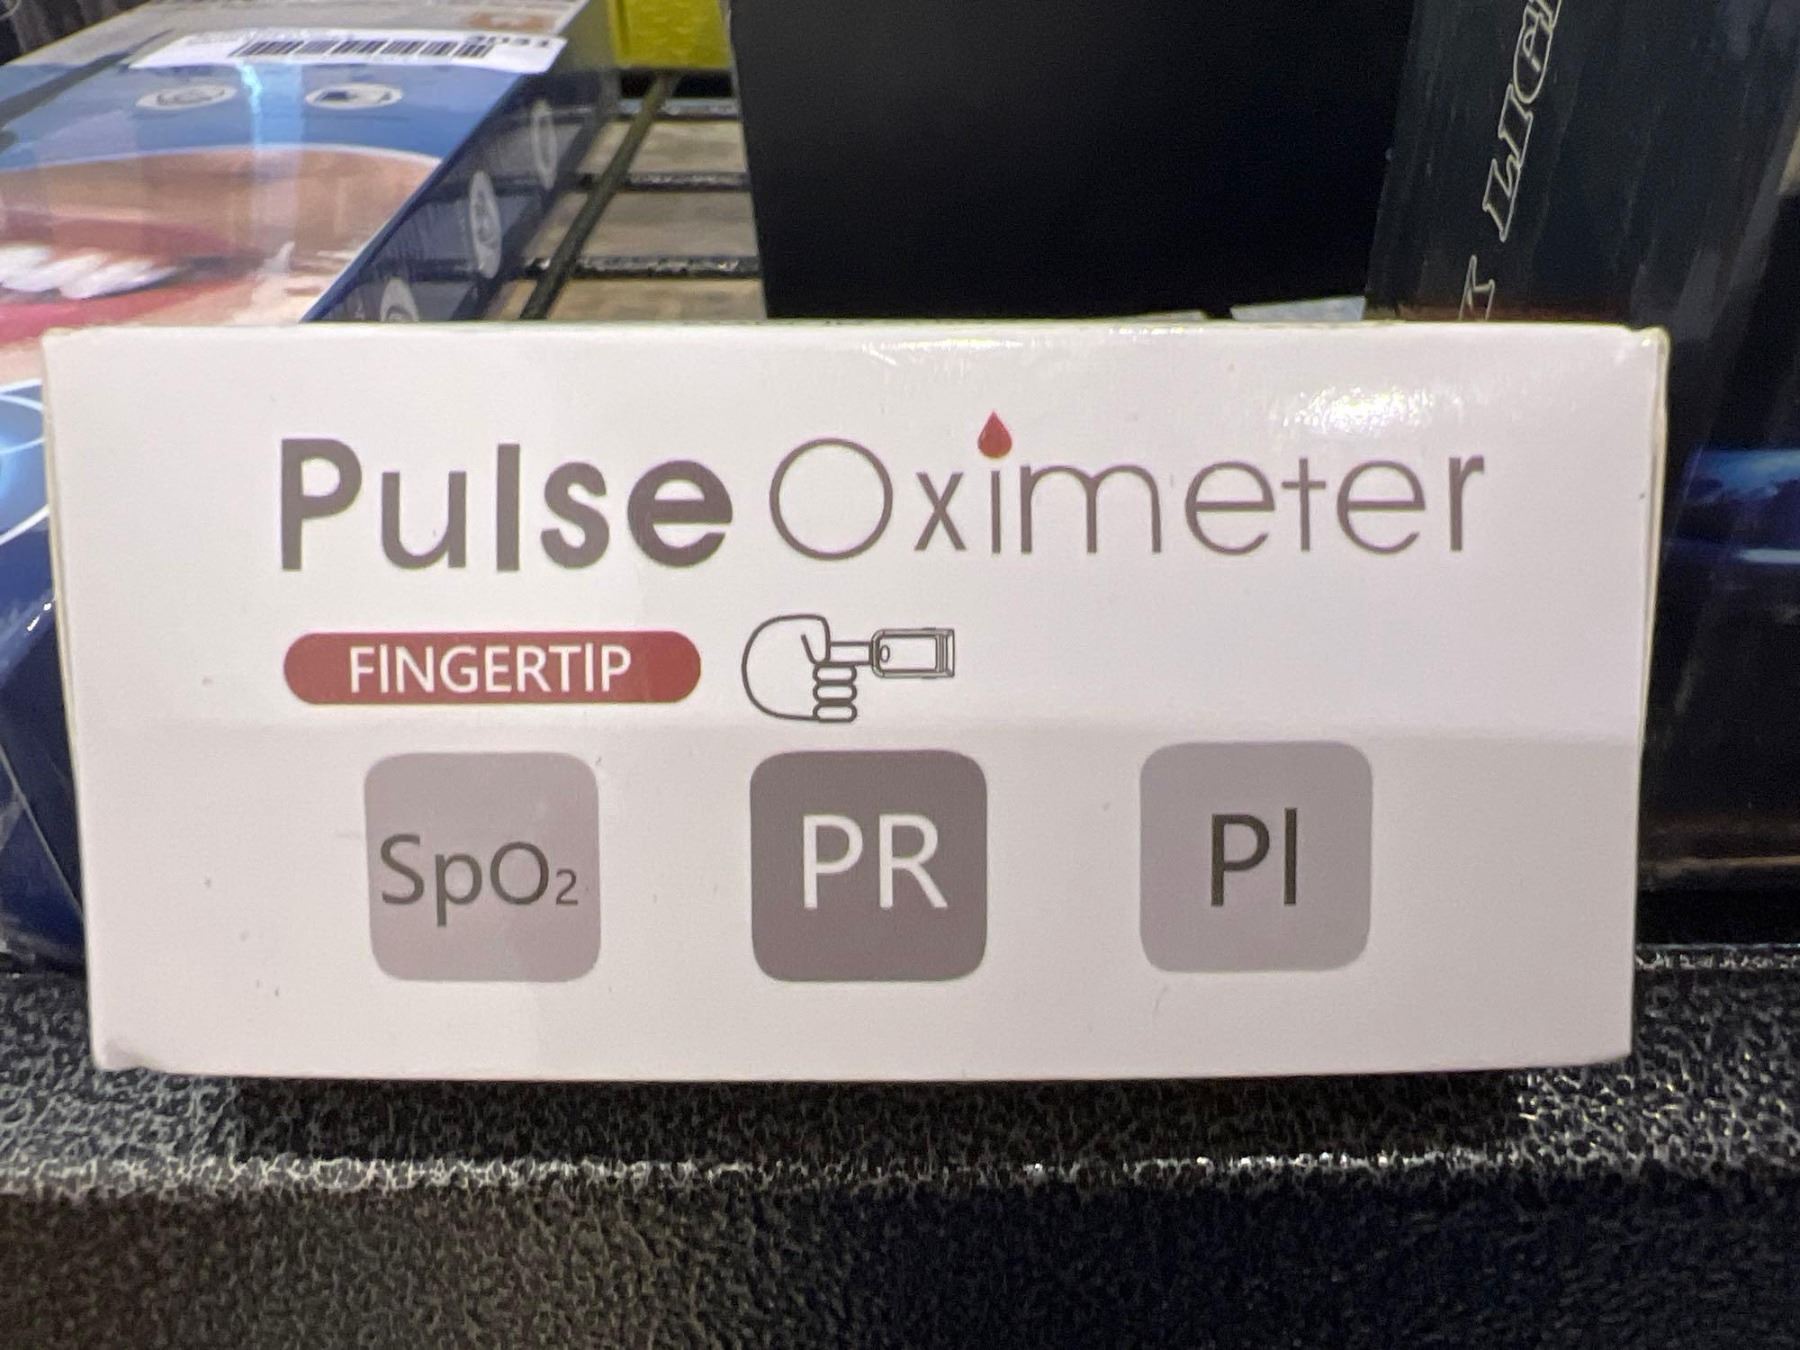 Pulse Oximeter
FINGERTIP
SpO₂
PR
PI